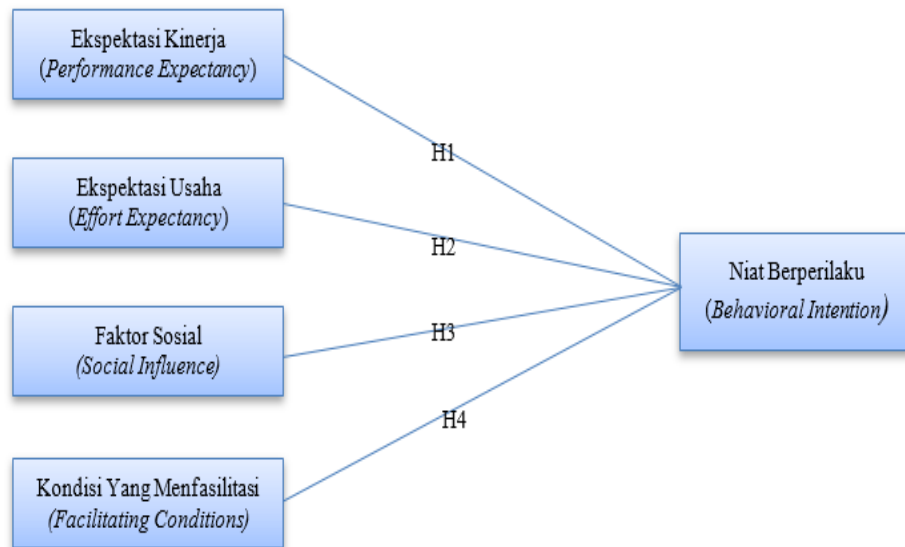 Ekspektasi Kinerja
(Performance Expectancy)
H1
Ekspektasi Usaha
(Effort Expectancy)
H2
Niat Berperilaku
(Behavioral Intention)
Faktor Sosial
(Social Influence)
H3
H4
Kondisi Yang Menfasilitasi
(Facilitating Conditions)